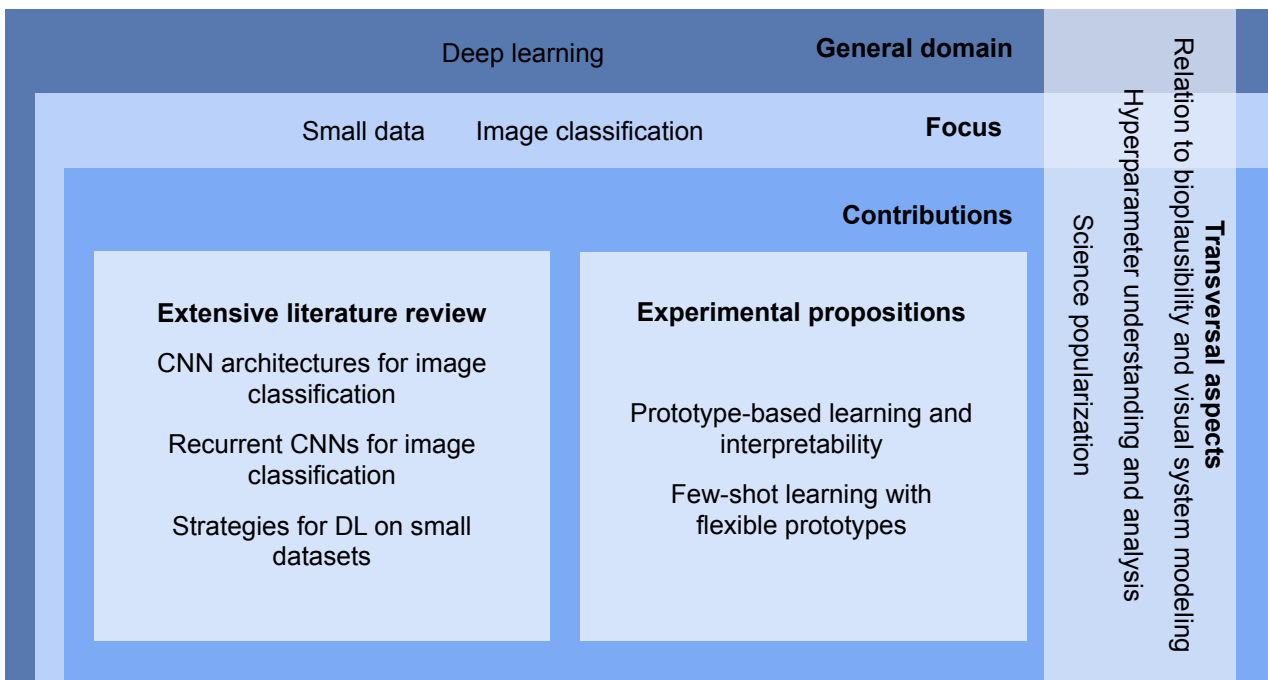 Deep learning
General domain
Small data
Image classification
Focus
Contributions
Extensive literature review
CNN architectures for image
classification
Recurrent CNNs for image
classification
Strategies for DL on small
datasets
Experimental propositions
Prototype-based learning and
interpretability
Few-shot learning with
flexible prototypes
Transversal aspects
Relation to bioplausibility and visual system modeling
Hyperparameter understanding and analysis
Science popularization